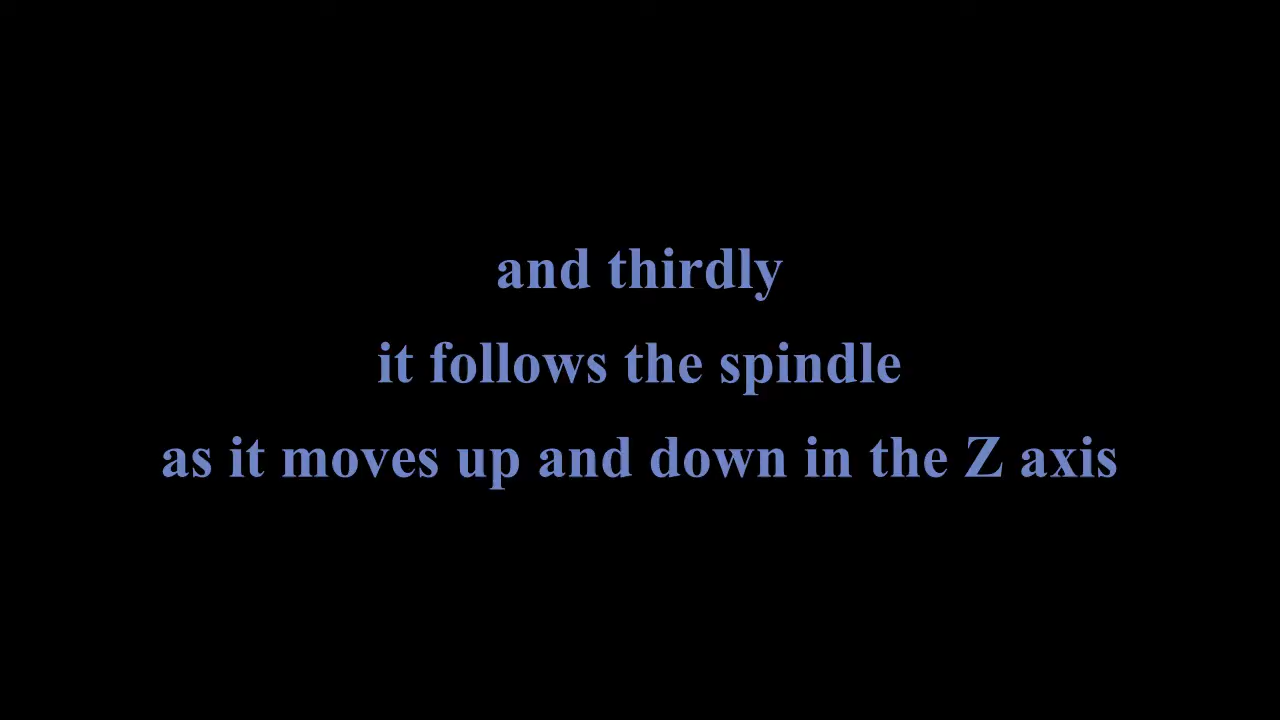 and thirdly
it follows the spindle
as it moves up and down in the Z axis